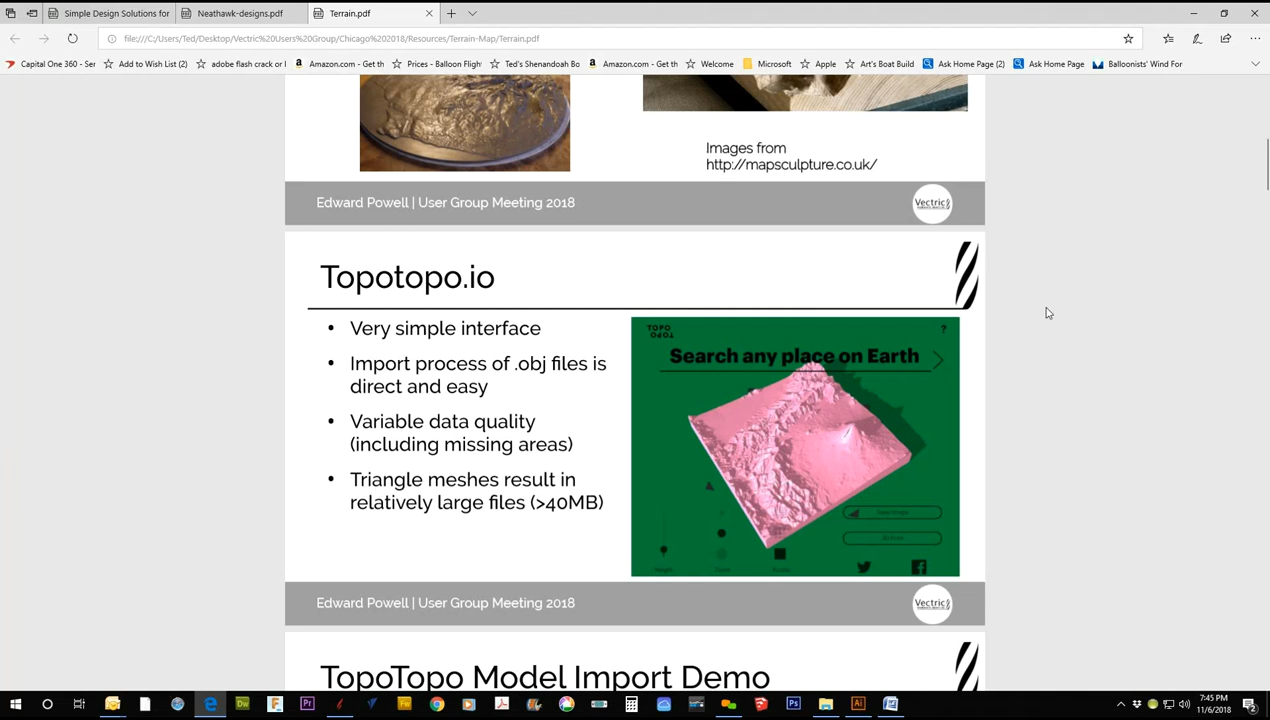 Simple Design Solutions for
Neathawk-designs.pdf
Terrain.pdf
file:///C:/Users/Ted/Desktop/Vectric%20Users%20Group/Chicago%202018/Resources/Terrain-Map/Terrain.pdf
Capital One 360 - Ser
Add to Wish List (2)
adobe flash crack or l
Amazon.com - Get th
Prices - Balloon Flight
Ted's Shenandoah Bo
Amazon.com - Get th
Welcome
Microsoft
Apple
Art's Boat Build
Ask Home Page (2)
Ask Home Page
Balloonists' Wind For
Images from
http://mapsculpture.co.uk/
Edward Powell | User Group Meeting 2018
Vectric
Topotopo.io
• Very simple interface
• Import process of .obj files is
direct and easy
• Variable data quality
(including missing areas)
• Triangle meshes result in
relatively large files (>40MB)
TOPO
TOPO
?
Search any place on Earth
Edward Powell | User Group Meeting 2018
Vectric
TopoTopo Model Import Demo
7:45 PM
11/6/2018